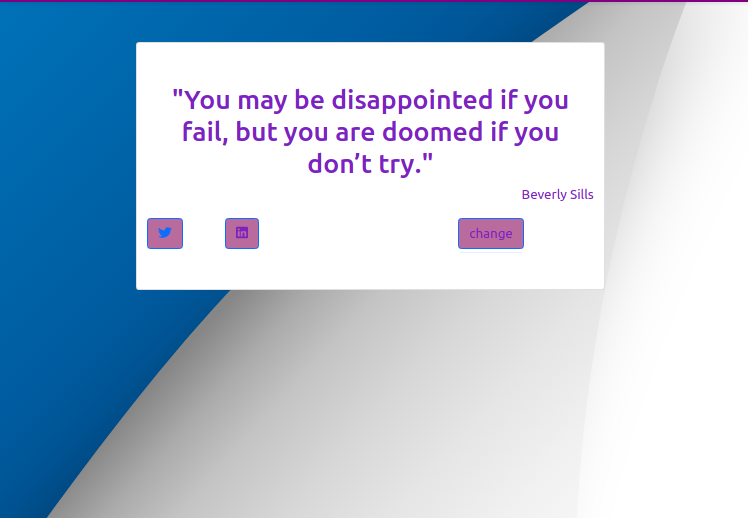 "You may be disappointed if you
fail, but you are doomed if you
don’t try."
Beverly Sills
change